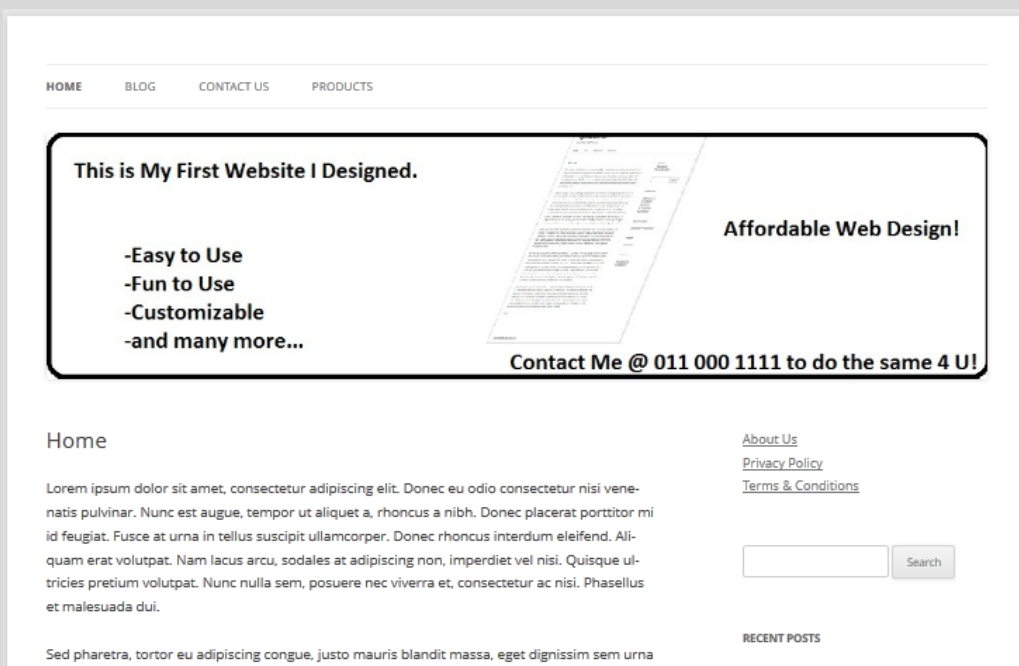 HOME BLOG CONTACT US PRODUCTS
This is My First Website I Designed.
-Easy to Use
-Fun to Use
-Customizable
-and many more...
Affordable Web Design!
Contact Me @ 011 000 1111 to do the same 4 U!
Home
Lorem ipsum dolor sit amet, consectetur adipiscing elit. Donec eu odio consectetur nisi vene-
natis pulvinar. Nunc est augue, tempor ut aliquet a, rhoncus a nibh. Donec placerat porttitor mi
id feugiat. Fusce at urna in tellus suscipit ullamcorper. Donec rhoncus interdum eleifend. Ali-
quam erat volutpat. Nam lacus arcu, sodales at adipiscing non, imperdiet vel nisi. Quisque ul-
tricies pretium volutpat. Nunc nulla sem, posuere nec viverra et, consectetur ac nisi. Phasellus
et malesuada dui.
Sed pharetra, tortor eu adipiscing congue, justo mauris blandit massa, eget dignissim sem urna
About Us
Privacy Policy
Terms & Conditions
Search
RECENT POSTS